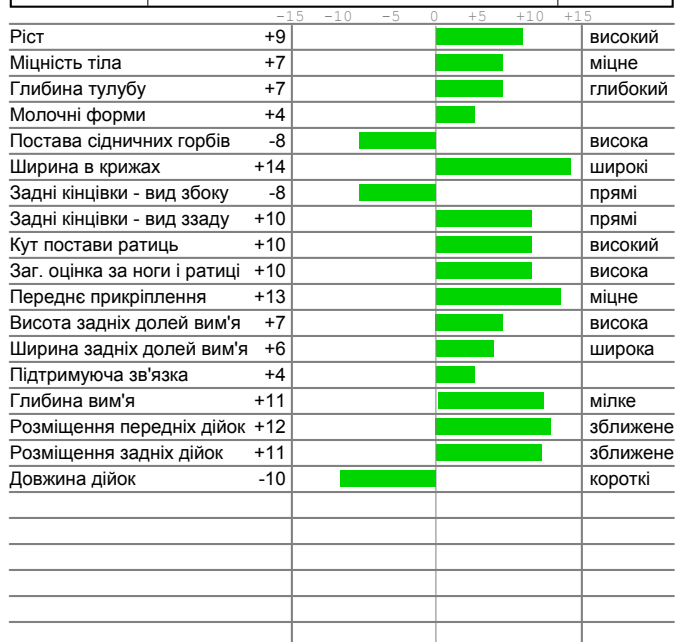 -15 -10 -5 0 +5 +10 +15
Ріст +9 високий
Міцність тіла +7 міцне
Глибина тулубу +7 глибокий
Молочні форми +4
Постава сідничних горбів -8 висока
Ширина в крижах +14 широкі
Задні кінцівки - вид збоку -8 прямі
Задні кінцівки - вид ззаду +10 прямі
Кут постави ратиць +10 високий
Заг. оцінка за ноги і ратиці +10 висока
Переднє прикріплення +13 міцне
Висота задніх долей вим'я +7 висока
Ширина задніх долей вим'я +6 широка
Підтримуюча зв'язка +4
Глибина вим'я +11 мілке
Розміщення передніх дійок +12 зближене
Розміщення задніх дійок +11 зближене
Довжина дійок -10 короткі